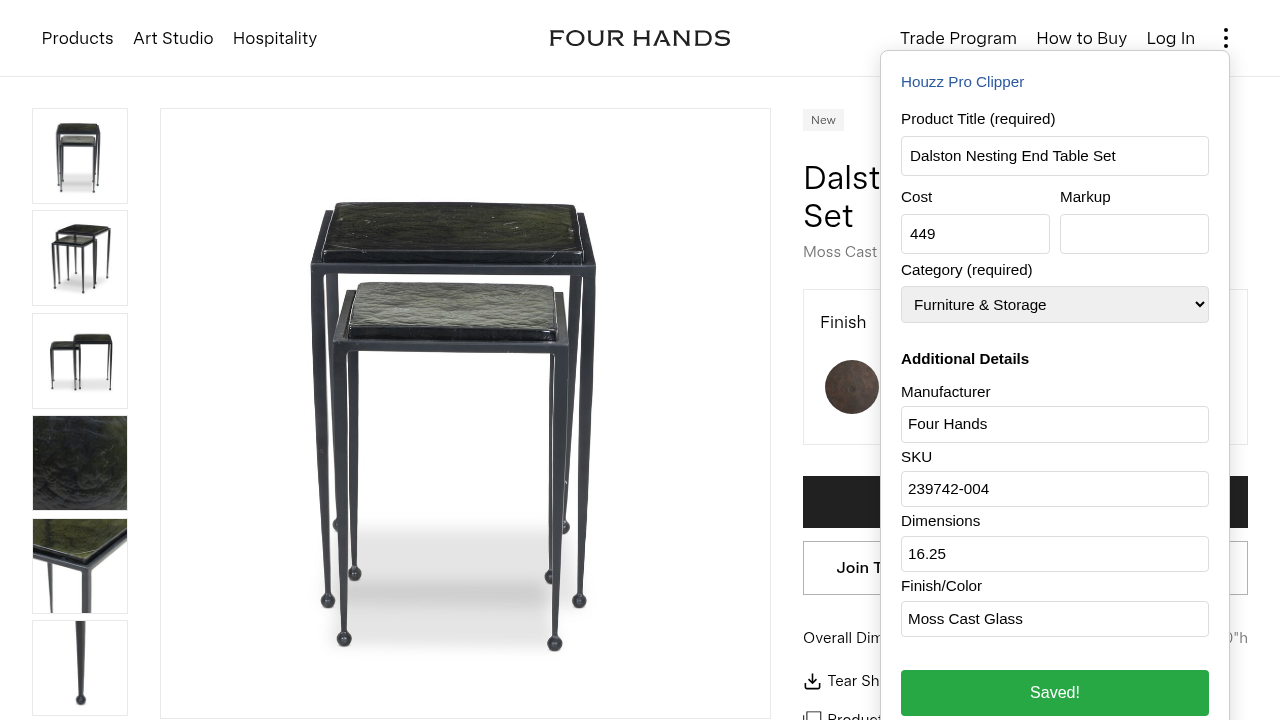 Products Art Studio Hospitality
FOUR HANDS
Trade Program How to Buy Log In
Houzz Pro Clipper
Product Title (required)
Dalston Nesting End Table Set
Cost Markup
449
Category (required)
Furniture & Storage
Additional Details
Manufacturer
Four Hands
SKU
239742-004
Dimensions
16.25
Finish/Color
Moss Cast Glass
Saved!
New
Dalst
Set
Moss Cast
Finish
Join T
Overall Dim
"h
Tear Sh
Product